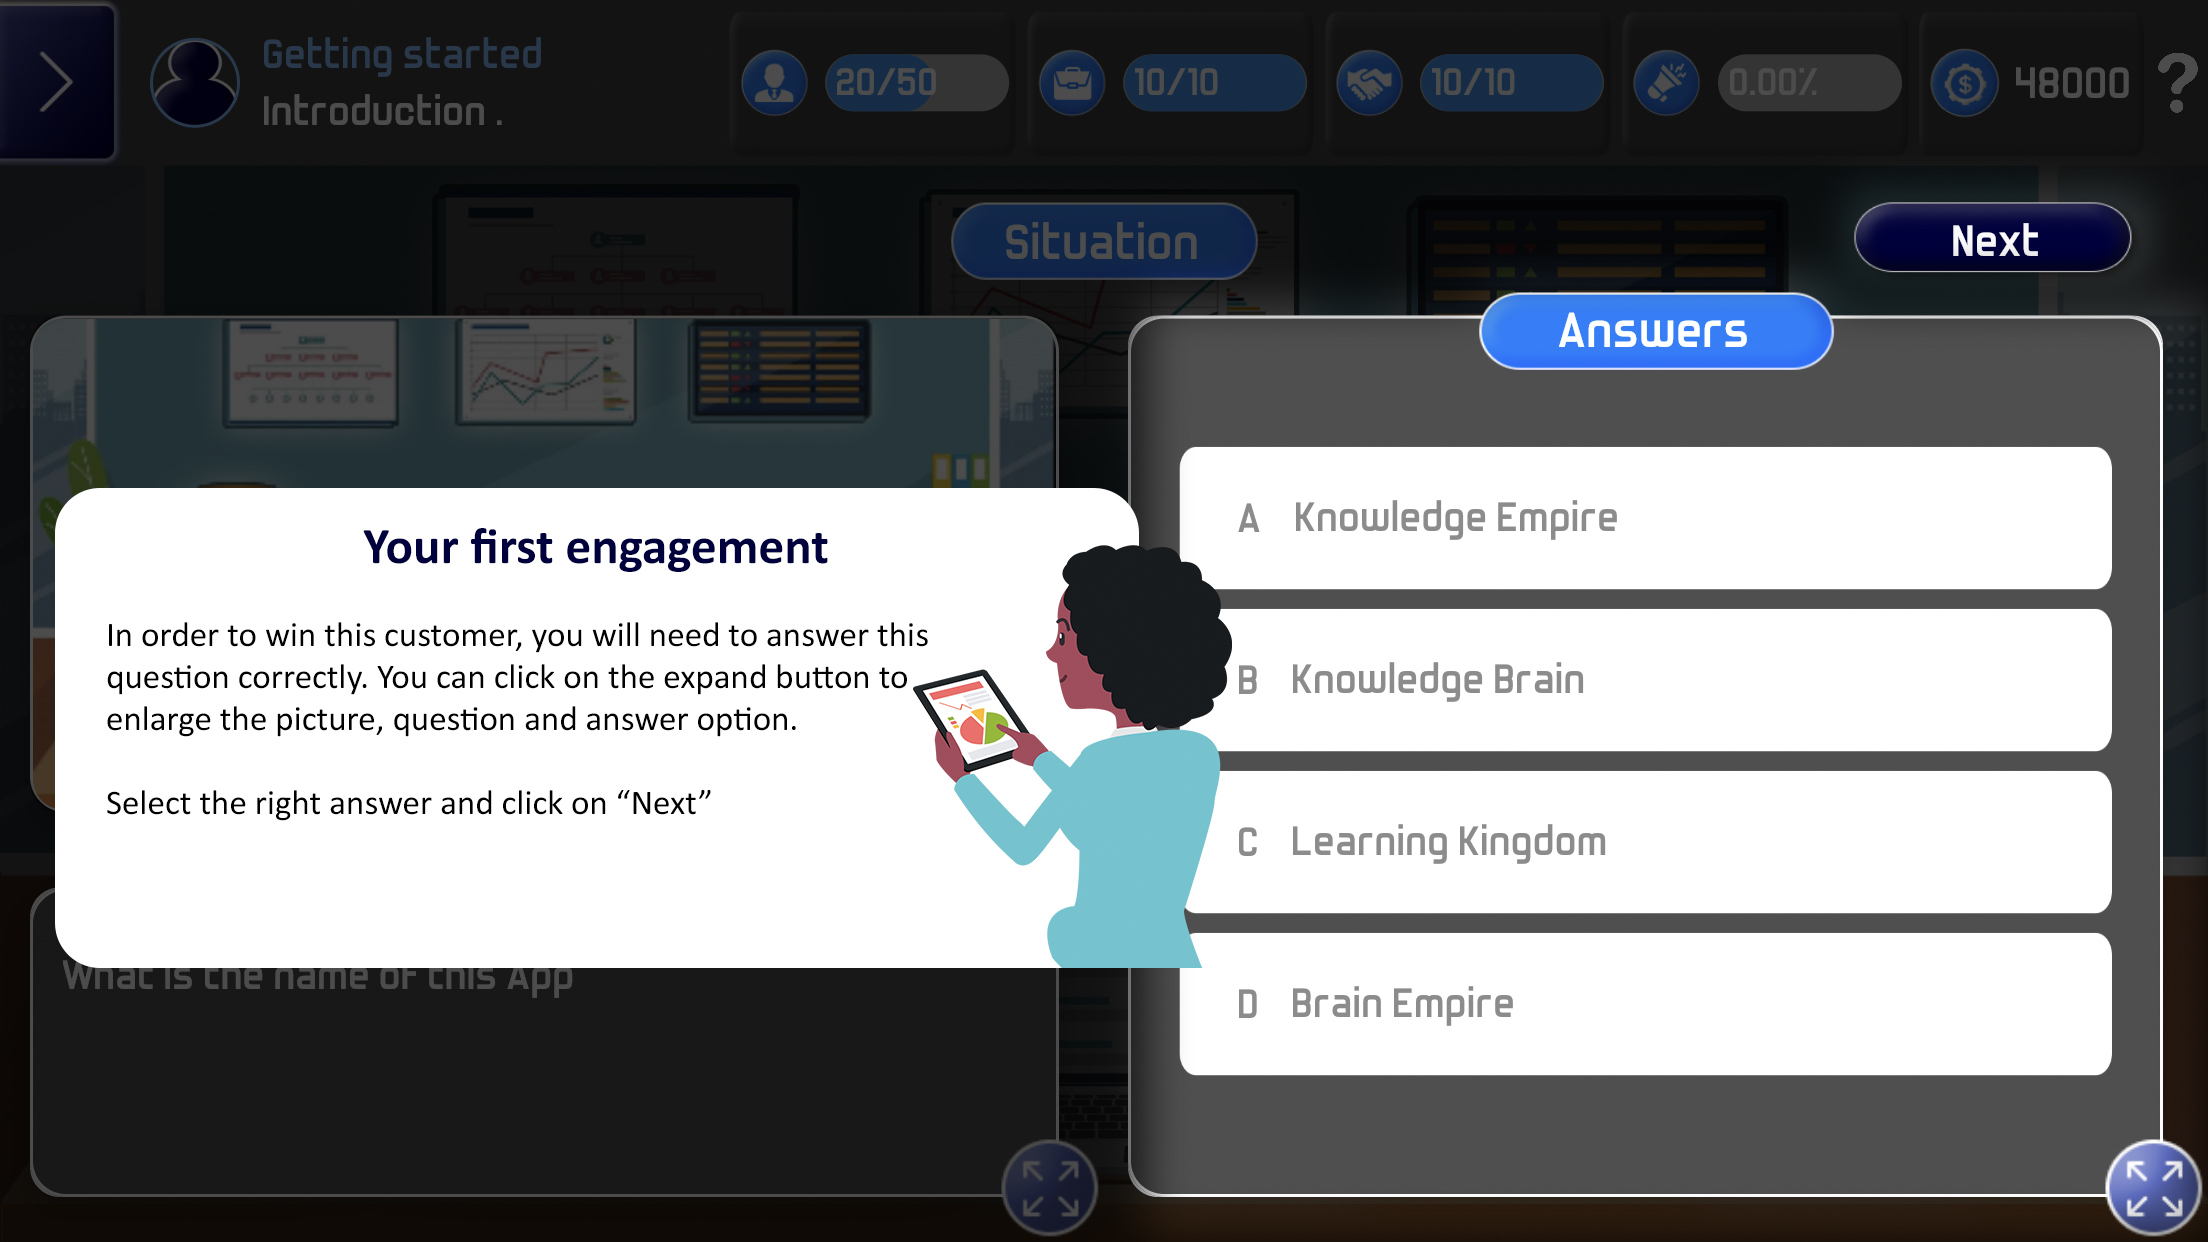 Getting started
Introduction .
20/50
10/10
10/10
0.00%
48000
?
Situation
Next
Answers
Your first engagement
In order to win this customer, you will need to answer this
question correctly. You can click on the expand button to
enlarge the picture, question and answer option.
Select the right answer and click on “Next”
What is the name of this App
A Knowledge Empire
B Knowledge Brain
C Learning Kingdom
D Brain Empire